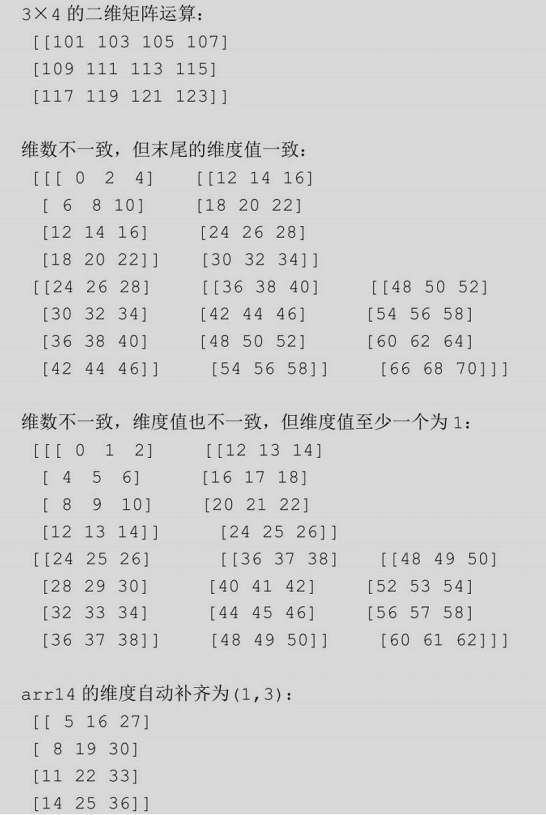 3×4 的二维矩阵运算:
[[101 103 105 107]
[109 111 113 115]
[117 119 121 123]]
维数不一致，但末尾的维度值一致:
[[[ 0 2 4] [[12 14 16]
[ 6 8 10] [18 20 22]
[12 14 16] [24 26 28]
[18 20 22]] [30 32 34]]
[[24 26 28] [[36 38 40] [[48 50 52]
[30 32 34] [42 44 46] [54 56 58]
[36 38 40] [48 50 52] [60 62 64]
[42 44 46]] [54 56 58]] [66 68 70]]]
维数不一致，维度值也不一致，但维度值至少一个为 1:
[[[ 0 1 2] [[12 13 14]
[ 4 5 6] [16 17 18]
[ 8 9 10] [20 21 22]
[12 13 14]] [24 25 26]]
[[24 25 26] [[36 37 38] [[48 49 50]
[28 29 30] [40 41 42] [52 53 54]
[32 33 34] [44 45 46] [56 57 58]
[36 37 38]] [48 49 50]] [60 61 62]]]
arr14 的维度自动补齐为(1,3):
[[ 5 16 27]
[ 8 19 30]
[11 22 33]
[14 25 36]]